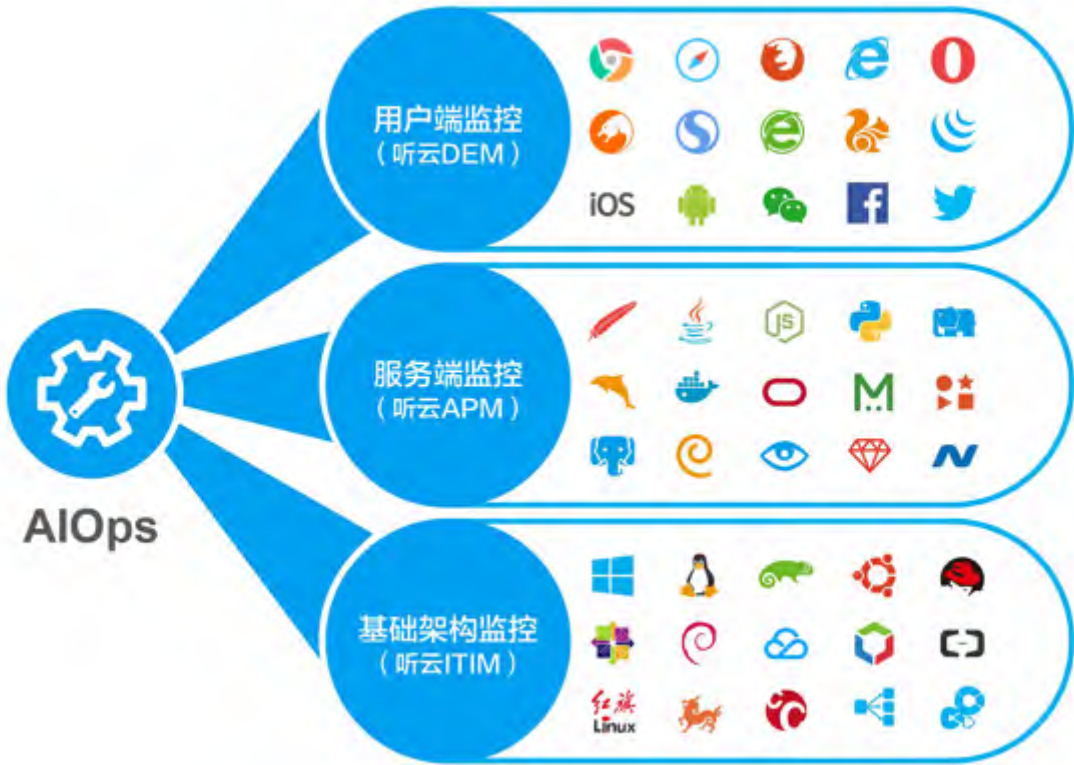 用户端监控
（听云DEM）
iOS
服务端监控
（听云APM）
JS
M
AIOps
基础架构监控
（听云ITIM）
红旗
Linux